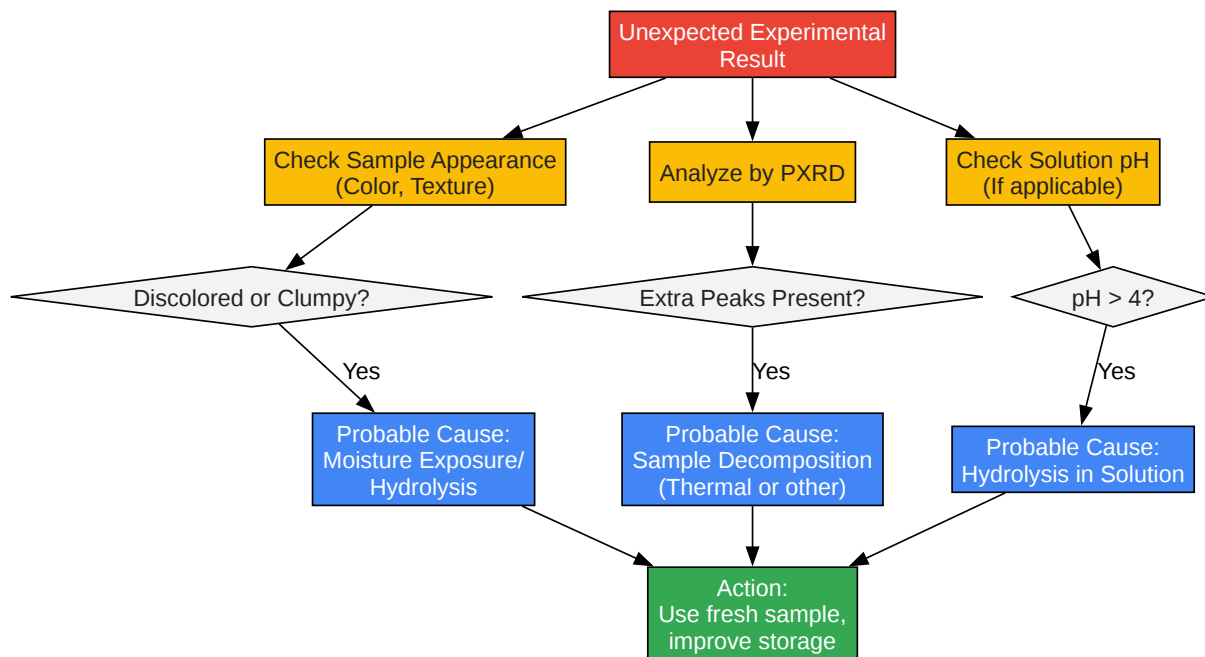 Unexpected Experimental
Result
Check Sample Appearance
(Color, Texture)
Analyze by PXRD
Check Solution pH
(If applicable)
Discolored or Clumpy?
Extra Peaks Present?
pH > 4?
Yes
Yes
Yes
Probable Cause:
Moisture Exposure/
Hydrolysis
Probable Cause:
Sample Decomposition
(Thermal or other)
Probable Cause:
Hydrolysis in Solution
Action:
Use fresh sample,
improve storage